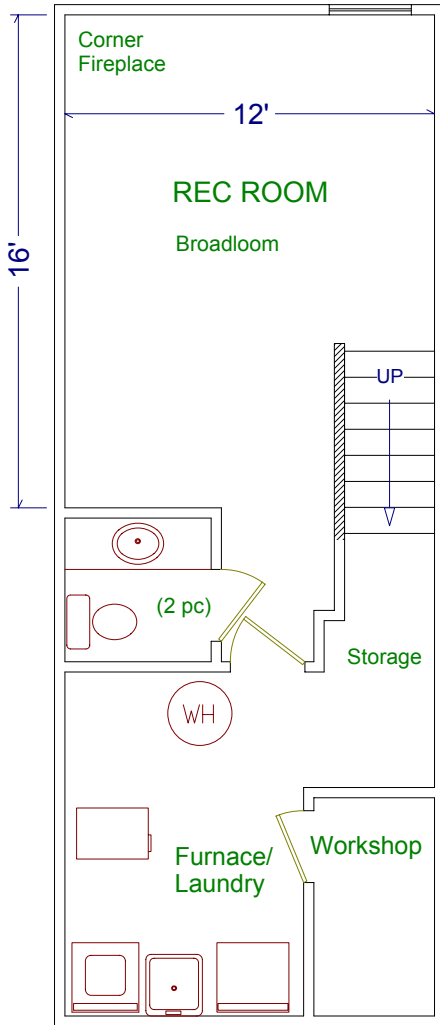 Corner
Fireplace
12'
REC ROOM
Broadloom
16'
UP
(2 pc)
Storage
WH
Furnace/
Laundry
Workshop